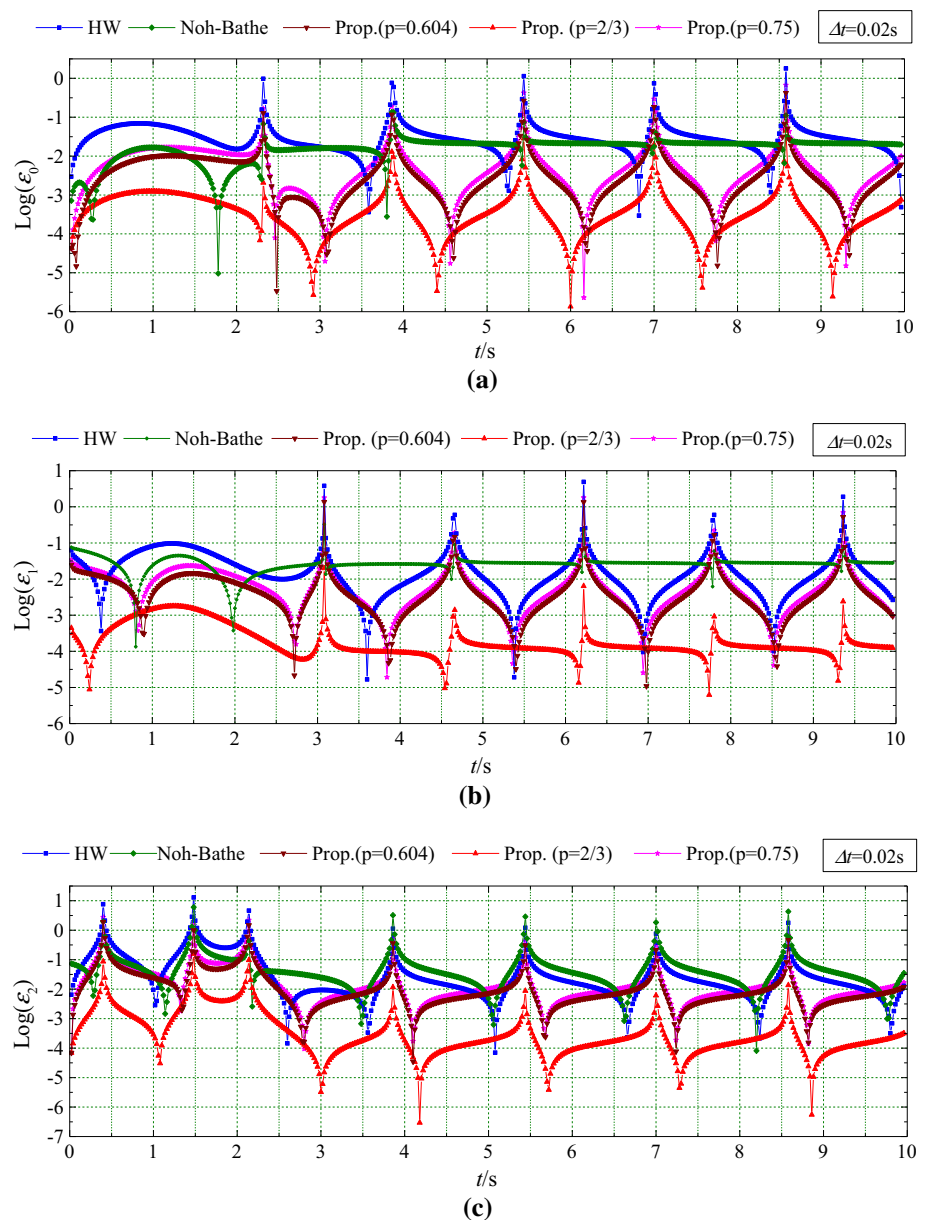 HW Noh-Bathe Prop.(p=0.604) Prop. (p=2/3) Prop.(p=0.75) Δt=0.02s
0
-1
-2
-3
-4
-5
-6
Log(ε0)
0 1 2 3 4 5 6 7 8 9 10
t/s
(a)
HW Noh-Bathe Prop. (p=0.604) Prop. (p=2/3) Prop.(p=0.75) Δt=0.02s
1
0
-1
-2
-3
-4
-5
-6
Log(ε1)
0 1 2 3 4 5 6 7 8 9 10
t/s
(b)
HW Noh-Bathe Prop.(p=0.604) Prop. (p=2/3) Prop.(p=0.75) Δt=0.02s
1
0
-1
-2
-3
-4
-5
-6
-7
Log(ε2)
0 1 2 3 4 5 6 7 8 9 10
t/s
(c)